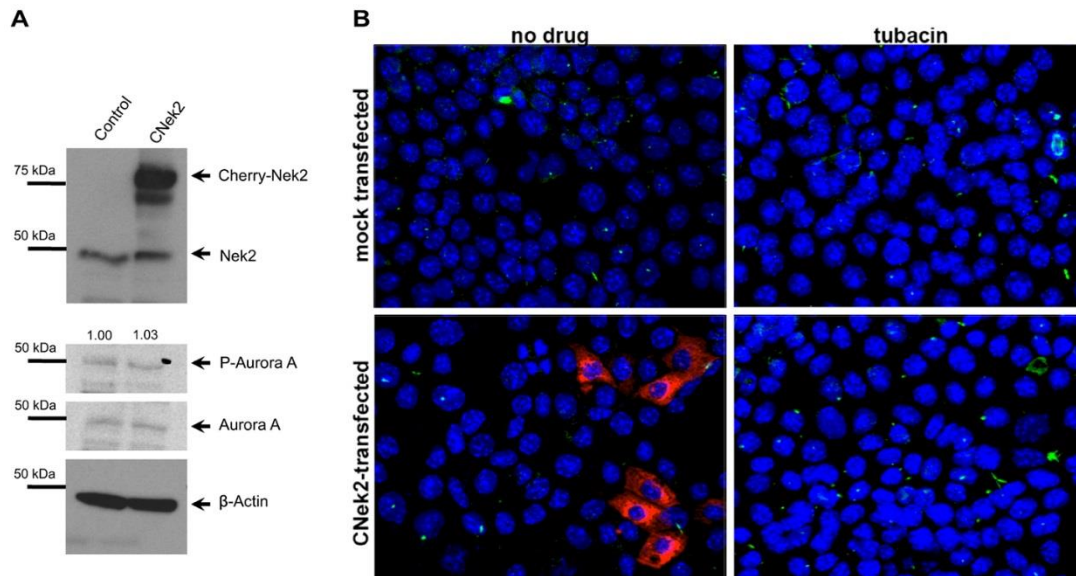 A
Control
CNek2
75 kDa
Cherry-Nek2
50 kDa
Nek2
1.00 1.03
50 kDa
P-Aurora A
50 kDa
Aurora A
50 kDa
β-Actin
B
no drug
tubacin
mock transfected
CNek2-transfected